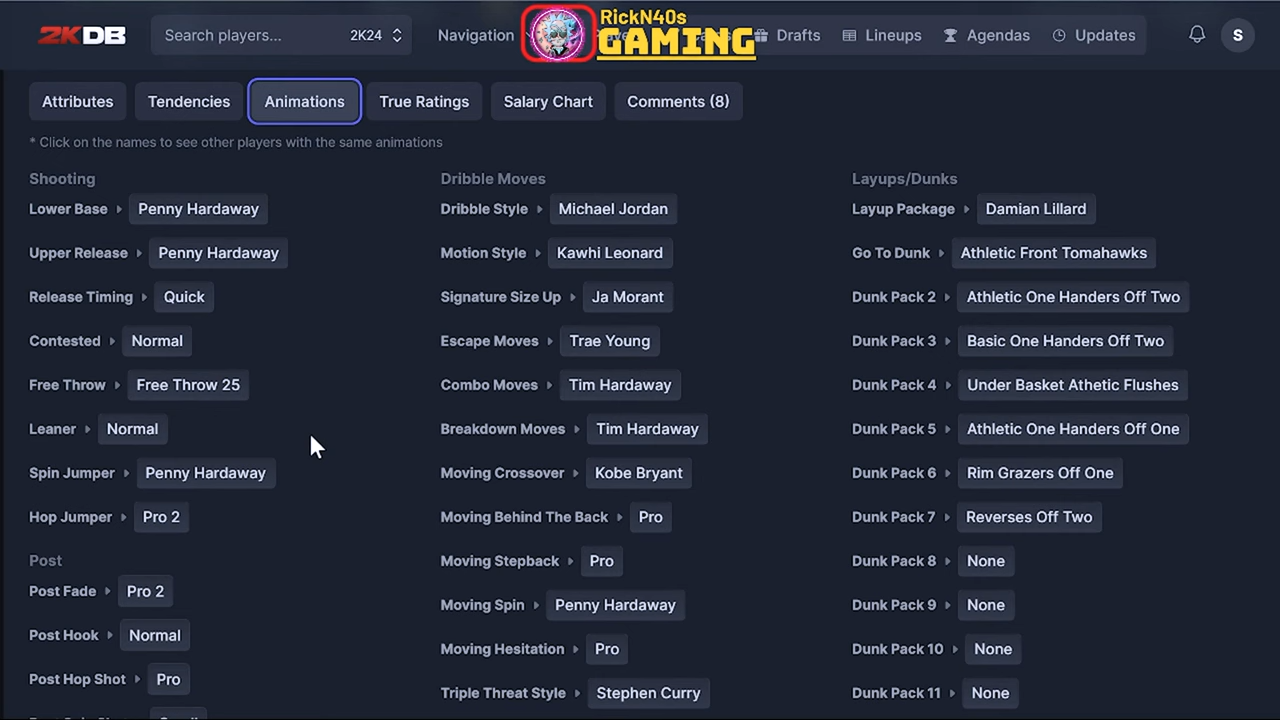 2KDB
Search players...
2K24
Navigation
RickN40s
GAMING
Drafts
Lineups
Agendas
Updates
S
Attributes
Tendencies
Animations
True Ratings
Salary Chart
Comments (8)
* Click on the names to see other players with the same animations
Shooting
Lower Base Penny Hardaway
Upper Release Penny Hardaway
Release Timing Quick
Contested Normal
Free Throw Free Throw 25
Leaner Normal
Spin Jumper Penny Hardaway
Hop Jumper Pro 2
Post
Post Fade Pro 2
Post Hook Normal
Post Hop Shot Pro
Dribble Moves
Dribble Style Michael Jordan
Motion Style Kawhi Leonard
Signature Size Up Ja Morant
Escape Moves Trae Young
Combo Moves Tim Hardaway
Breakdown Moves Tim Hardaway
Moving Crossover Kobe Bryant
Moving Behind The Back Pro
Moving Stepback Pro
Moving Spin Penny Hardaway
Moving Hesitation Pro
Triple Threat Style Stephen Curry
Layups/Dunks
Layup Package Damian Lillard
Go To Dunk Athletic Front Tomahawks
Dunk Pack 2 Athletic One Handers Off Two
Dunk Pack 3 Basic One Handers Off Two
Dunk Pack 4 Under Basket Athetic Flushes
Dunk Pack 5 Athletic One Handers Off One
Dunk Pack 6 Rim Grazers Off One
Dunk Pack 7 Reverses Off Two
Dunk Pack 8 None
Dunk Pack 9 None
Dunk Pack 10 None
Dunk Pack 11 None